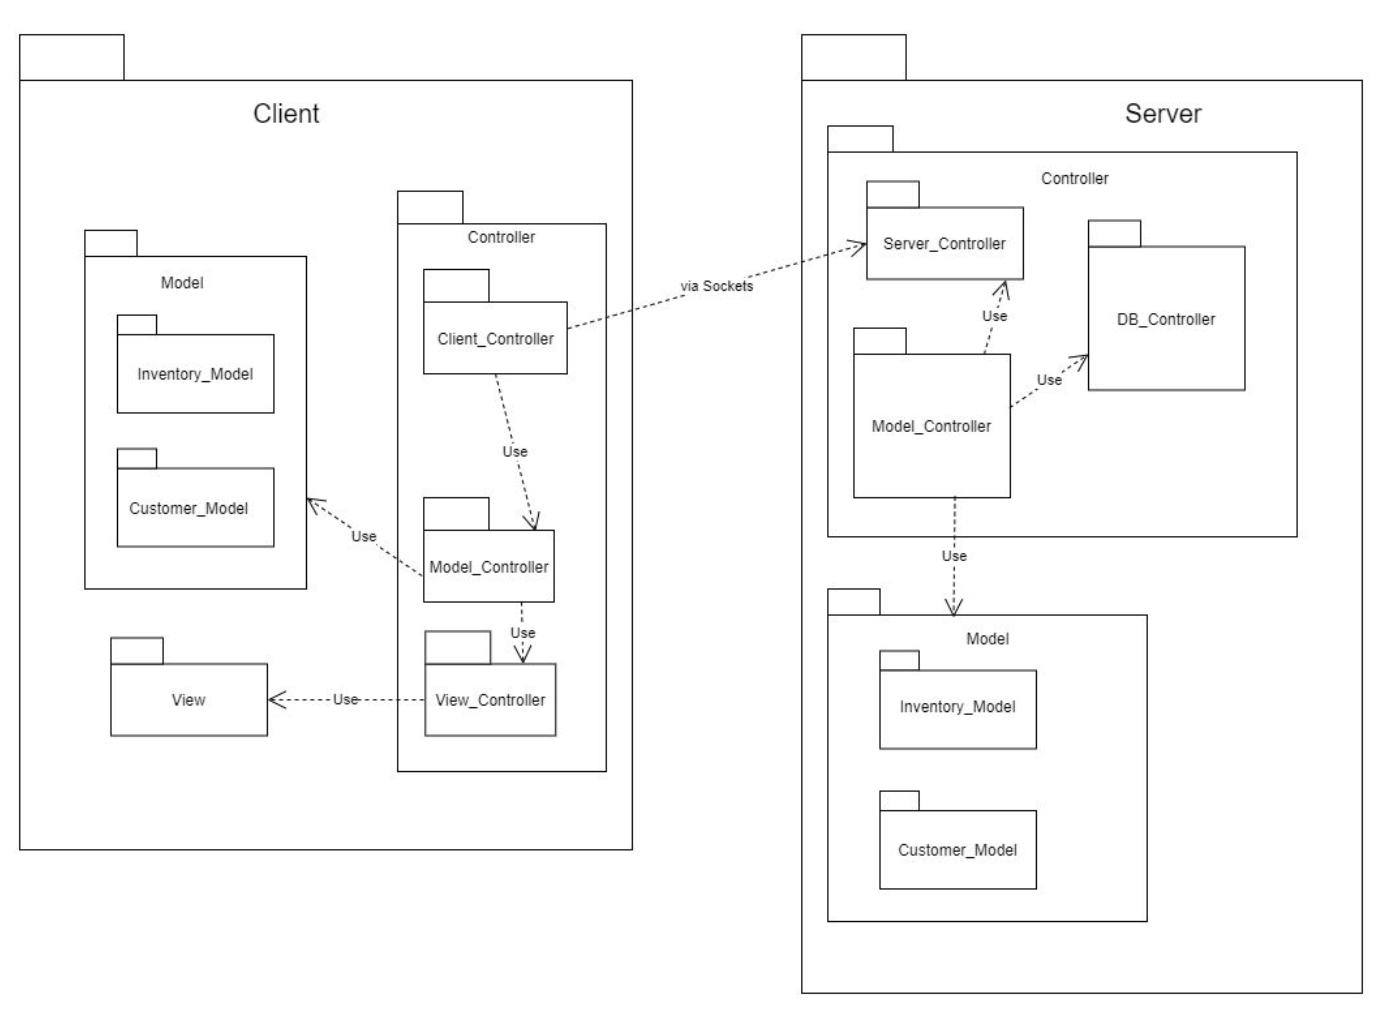 Client
Server
Controller
Server_Controller
DB_Controller
Use
Use
Model_Controller
Use
Model
Inventory_Model
Customer_Model
via Sockets
Controller
Client_Controller
Use
Model_Controller
Use
View_Controller
Use
Use
Model
Inventory_Model
Customer_Model
View